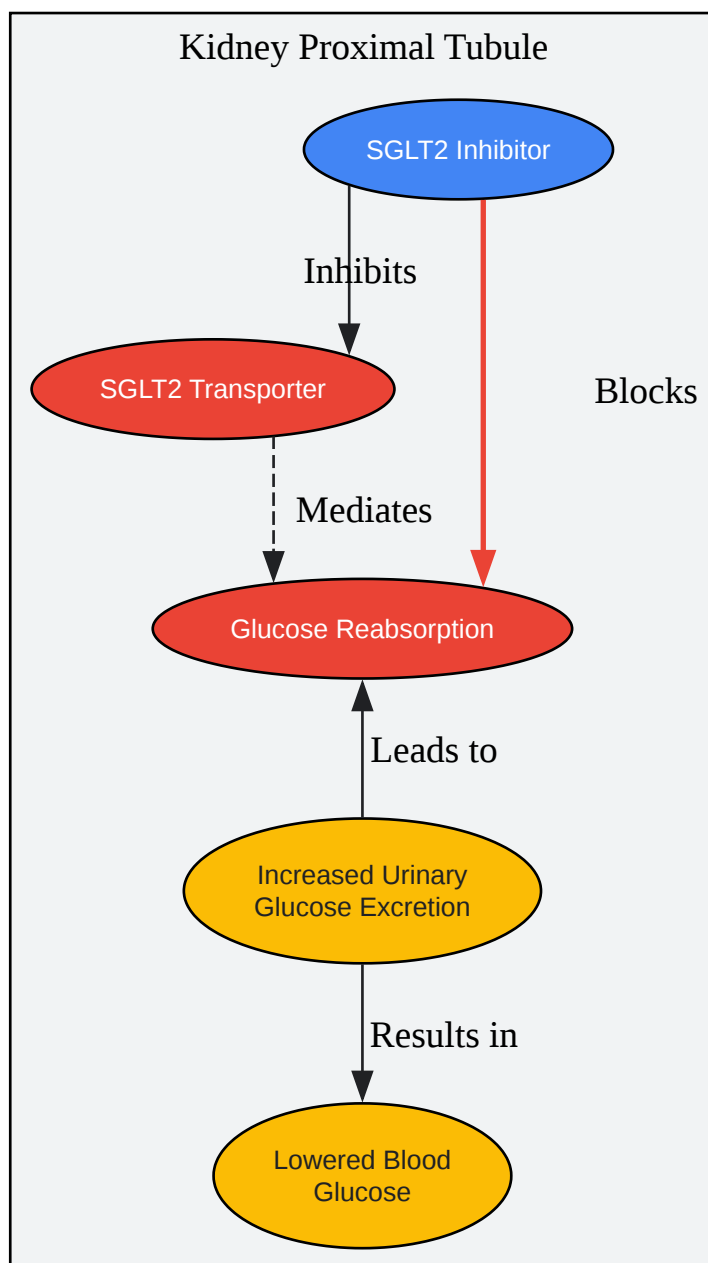 Kidney Proximal Tubule
SGLT2 Inhibitor
Inhibits
SGLT2 Transporter
Blocks
Mediates
Glucose Reabsorption
Leads to
Increased Urinary
Glucose Excretion
Results in
Lowered Blood
Glucose